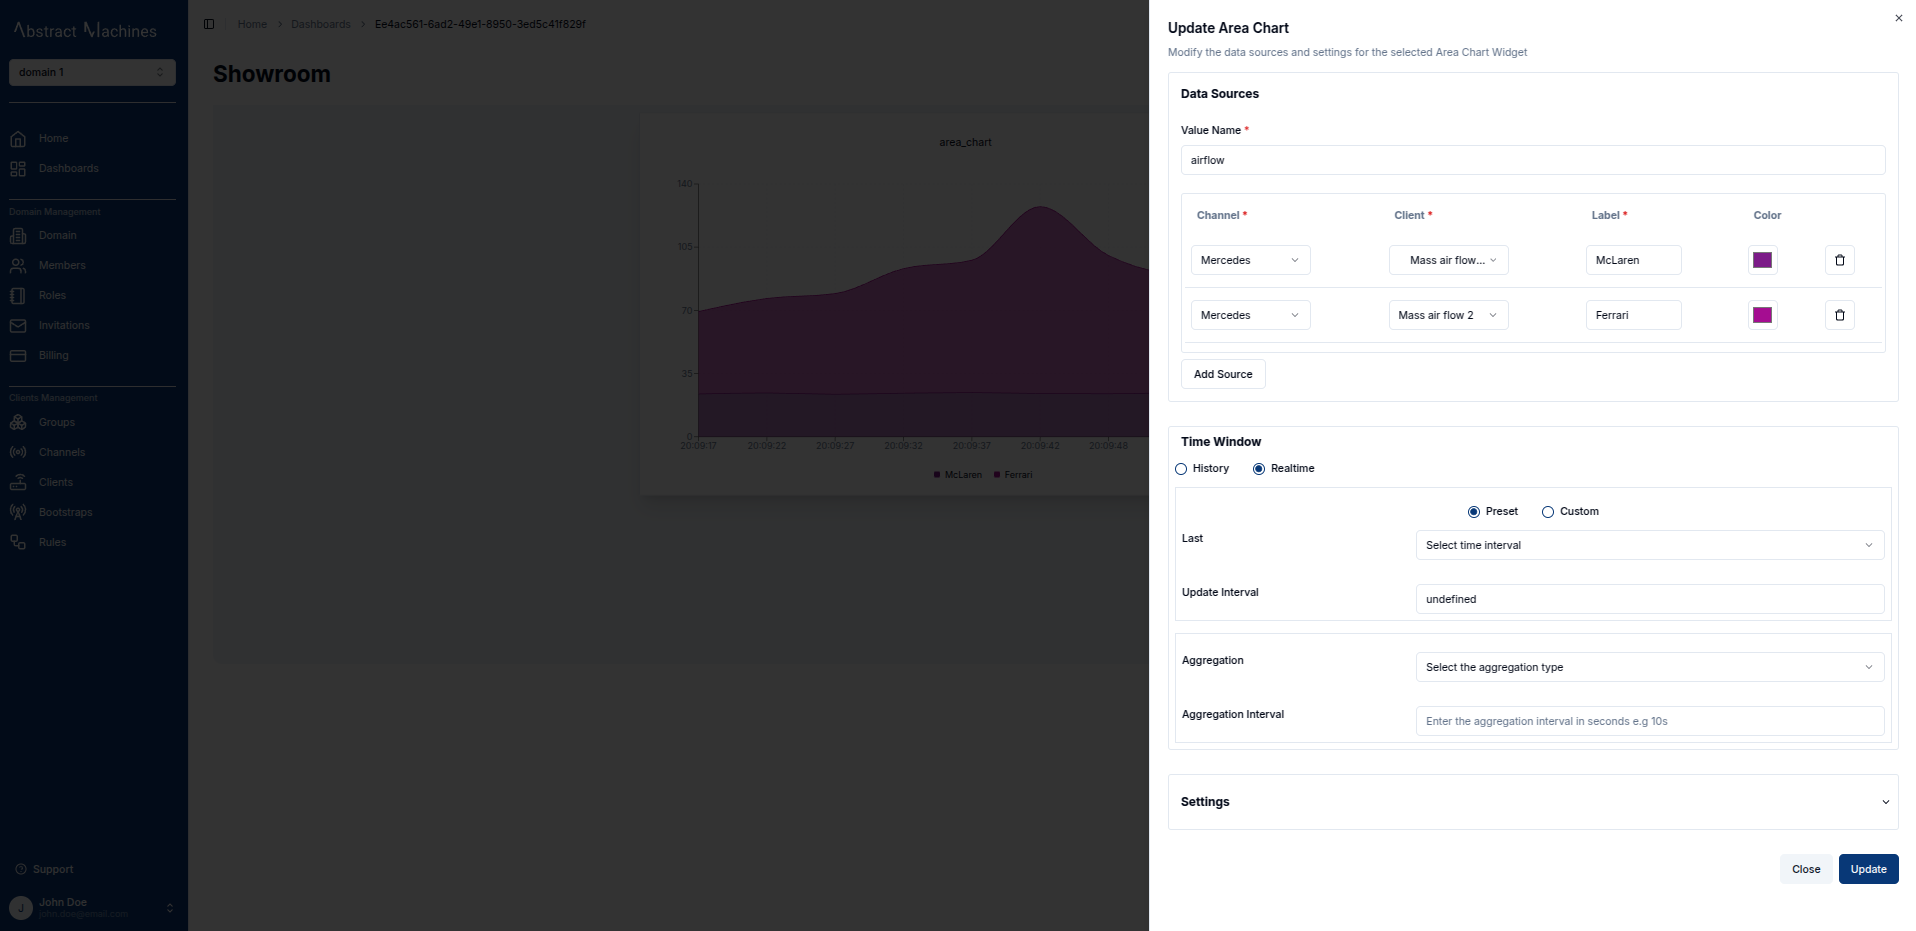 Abstract Machines
domain 1
Home
Dashboards
Domain Management
Domain
Members
Roles
Invitations
Billing
Clients Management
Groups
Channels
Clients
Bootstraps
Rules
Support
J
John Doe
john.doe@email.com
Home > Dashboards > Ee4ac561-6ad2-49e1-8950-3ed5c41f829f
Showroom
area_chart
140
105
70
35
0
20:09:17 20:09:22 20:09:27 20:09:32 20:09:37 20:09:42 20:09:48
McLaren Ferrari
Update Area Chart
Modify the data sources and settings for the selected Area Chart Widget
Data Sources
Value Name *
airflow
Channel * Client * Label * Color
Mercedes Mass air flow... McLaren
Mercedes Mass air flow 2 Ferrari
Add Source
Time Window
History Realtime
Preset Custom
Last Select time interval
Update Interval undefined
Aggregation Select the aggregation type
Aggregation Interval Enter the aggregation interval in seconds e.g 10s
Settings
Close Update